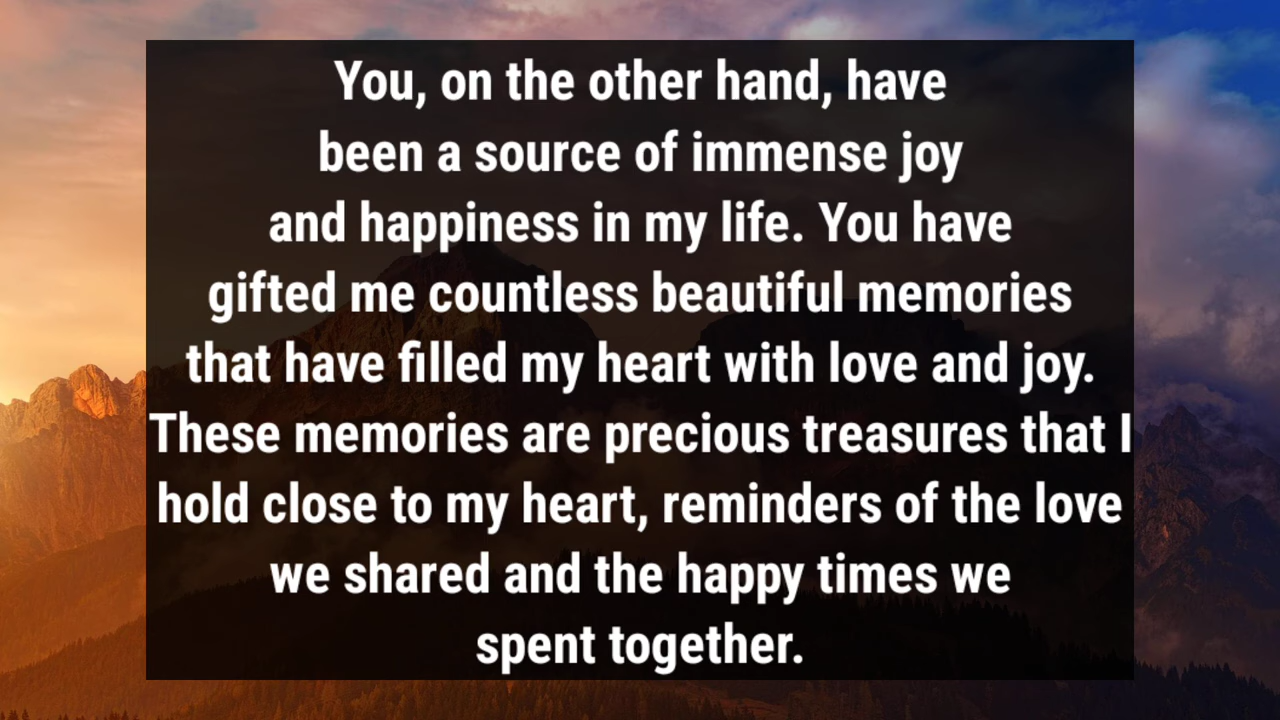 You, on the other hand, have
been a source of immense joy
and happiness in my life. You have
gifted me countless beautiful memories
that have filled my heart with love and joy.
These memories are precious treasures that I
hold close to my heart, reminders of the love
we shared and the happy times we
spent together.